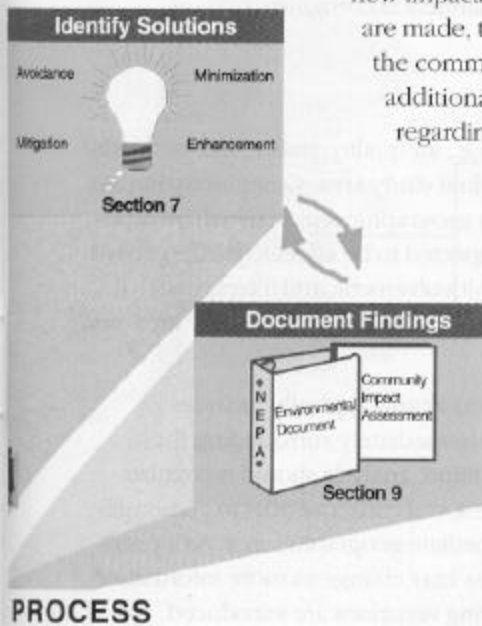 are made, t
the comm
additiona
regardin
Identify Solutions
Avoidance Minimization
Mitigation Enhancement
Section 7
Document Findings
NEPA
Environmental
Document
Community
Impact
Assessment
Section 9
PROCESS